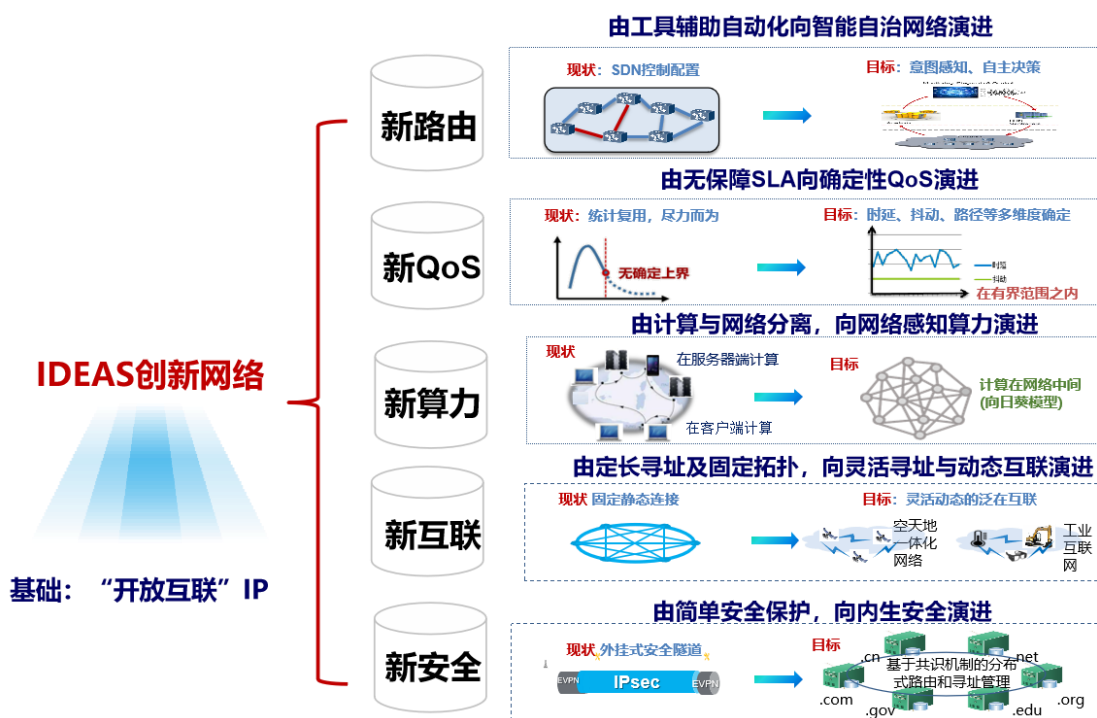 由工具辅助自动化向智能自治网络演进
新路由
现状：SDN控制配置
目标：意图感知、自主决策
由无保障SLA向确定性QoS演进
新QoS
现状：统计复用，尽力而为
目标：时延、抖动、路径等多维度确定
无确定上界
时延
抖动
在有界范围之内
由计算与网络分离，向网络感知算力演进
IDEAS创新网络
新算力
现状
在服务器端计算
在客户端计算
目标
计算在网络中间
(向日葵模型)
由定长寻址及固定拓扑，向灵活寻址与动态互联演进
新互联
现状 固定静态连接
目标：灵活动态的泛在互联
空天地
一体化
网络
工业
互联
网
基础：“开放互联”IP
由简单安全保护，向内生安全演进
新安全
现状 外挂式安全隧道
EVPN
IPsec
EVPN
目标
.cn
.net
基于共识机制的分布
式路由和寻址管理
.com
.gov
.edu
.org